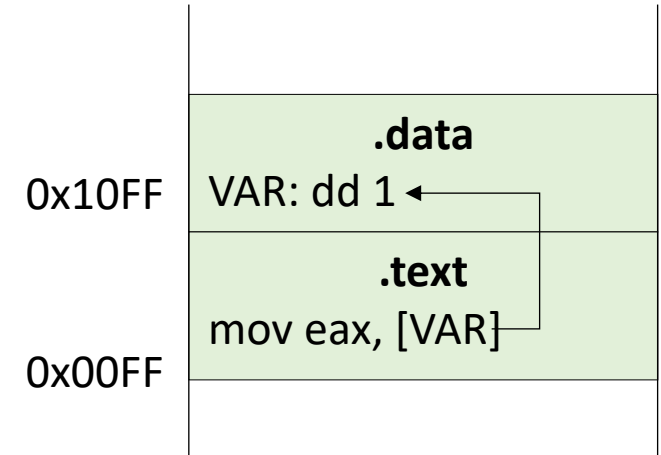 .data
0x10FF
VAR: dd 1
.text
mov eax, [VAR]
0x00FF